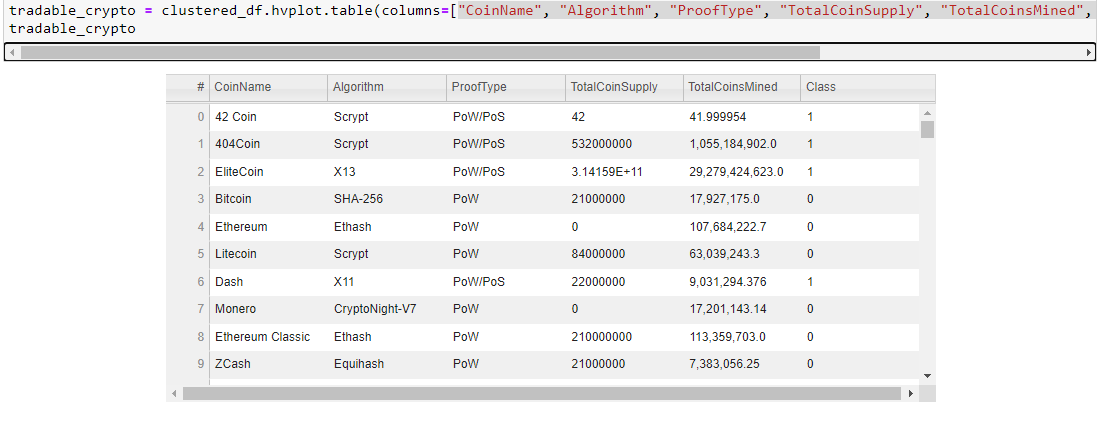 tradable_crypto = clustered_df.hvplot.table(columns=["CoinName", "Algorithm", "ProofType", "TotalCoinSupply", "TotalCoinsMined",
tradable_crypto
# CoinName Algorithm ProofType TotalCoinSupply TotalCoinsMined Class
0 42 Coin Scrypt PoW/PoS 42 41.999954 1
1 404Coin Scrypt PoW/PoS 532000000 1,055,184,902.0 1
2 EliteCoin X13 PoW/PoS 3.14159E+11 29,279,424,623.0 1
3 Bitcoin SHA-256 PoW 21000000 17,927,175.0 0
4 Ethereum Ethash PoW 0 107,684,222.7 0
5 Litecoin Scrypt PoW 84000000 63,039,243.3 0
6 Dash X11 PoW/PoS 22000000 9,031,294.376 1
7 Monero CryptoNight-V7 PoW 0 17,201,143.14 0
8 Ethereum Classic Ethash PoW 210000000 113,359,703.0 0
9 ZCash Equihash PoW 21000000 7,383,056.25 0